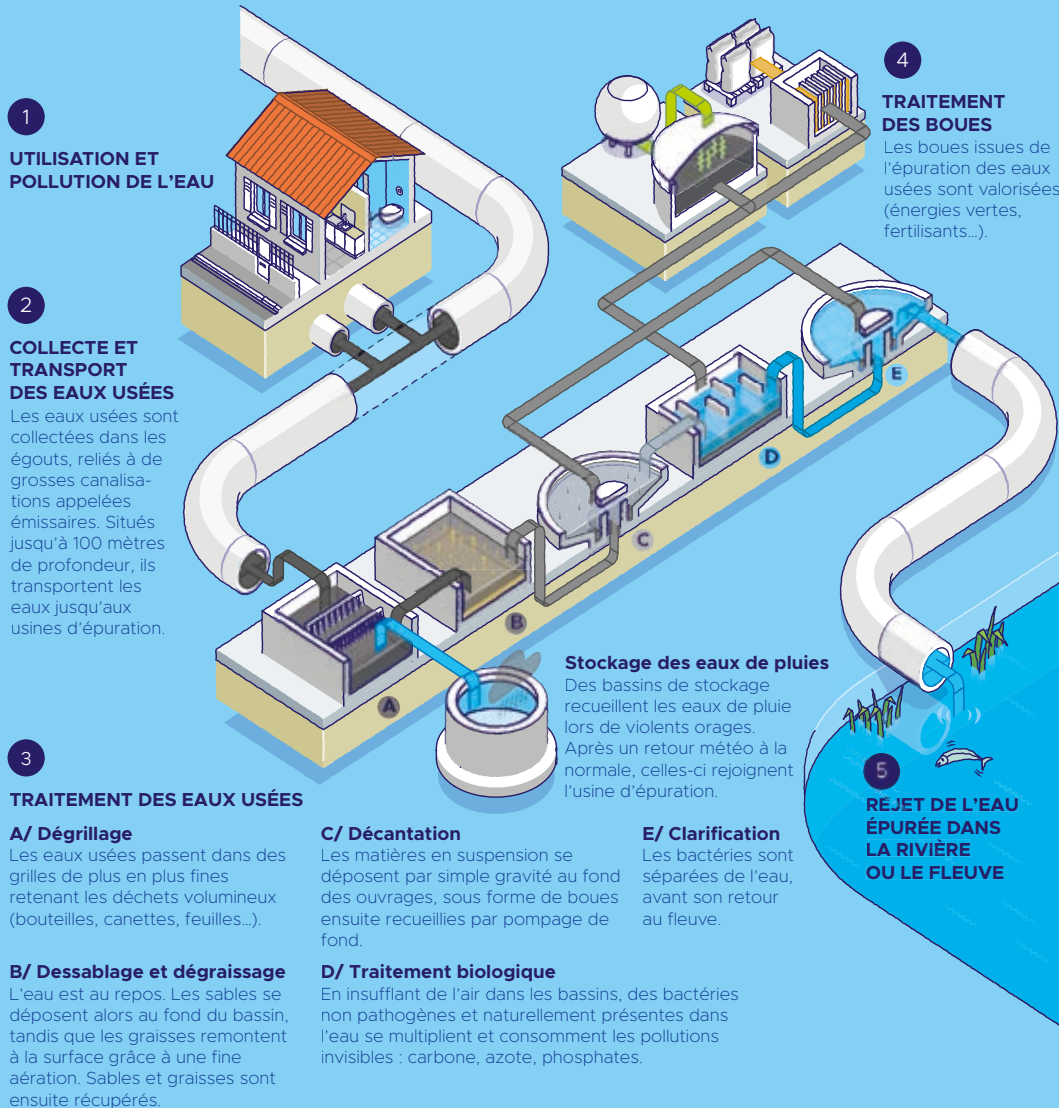 1
UTILISATION ET
POLLUTION DE L'EAU
2
COLLECTE ET
TRANSPORT
DES EAUX USÉES
Les eaux usées sont
collectées dans les
égouts, reliés à de
grosses canalisa-
tions appelées
émissaires. Situés
jusqu'à 100 mètres
de profondeur, ils
transportent les
eaux jusqu'aux
usines d'épuration.
4
TRAITEMENT
DES BOUES
Les boues issues de
l'épuration des eaux
usées sont valorisées
(énergies vertes,
fertilisants...).
E
D
C
B
A
Stockage des eaux de pluies
Des bassins de stockage
recueillent les eaux de pluie
lors de violents orages.
Après un retour météo à la
normale, celles-ci rejoignent
l'usine d'épuration.
3
TRAITEMENT DES EAUX USÉES
A/ Dégrillage
Les eaux usées passent dans des
grilles de plus en plus fines
retenant les déchets volumineux
(bouteilles, canettes, feuilles...).
B/ Dessablage et dégraissage
L'eau est au repos. Les sables se
déposent alors au fond du bassin,
tandis que les graisses remontent
à la surface grâce à une fine
aération. Sables et graisses sont
ensuite récupérés.
C/ Décantation
Les matières en suspension se
déposent par simple gravité au fond
des ouvrages, sous forme de boues
ensuite recueillies par pompage de
fond.
D/ Traitement biologique
En insufflant de l'air dans les bassins, des bactéries
non pathogènes et naturellement présentes dans
l'eau se multiplient et consomment les pollutions
invisibles : carbone, azote, phosphates.
E/ Clarification
Les bactéries sont
séparées de l'eau,
avant son retour
au fleuve.
5
REJET DE L'EAU
ÉPURÉE DANS
LA RIVIÈRE
OU LE FLEUVE